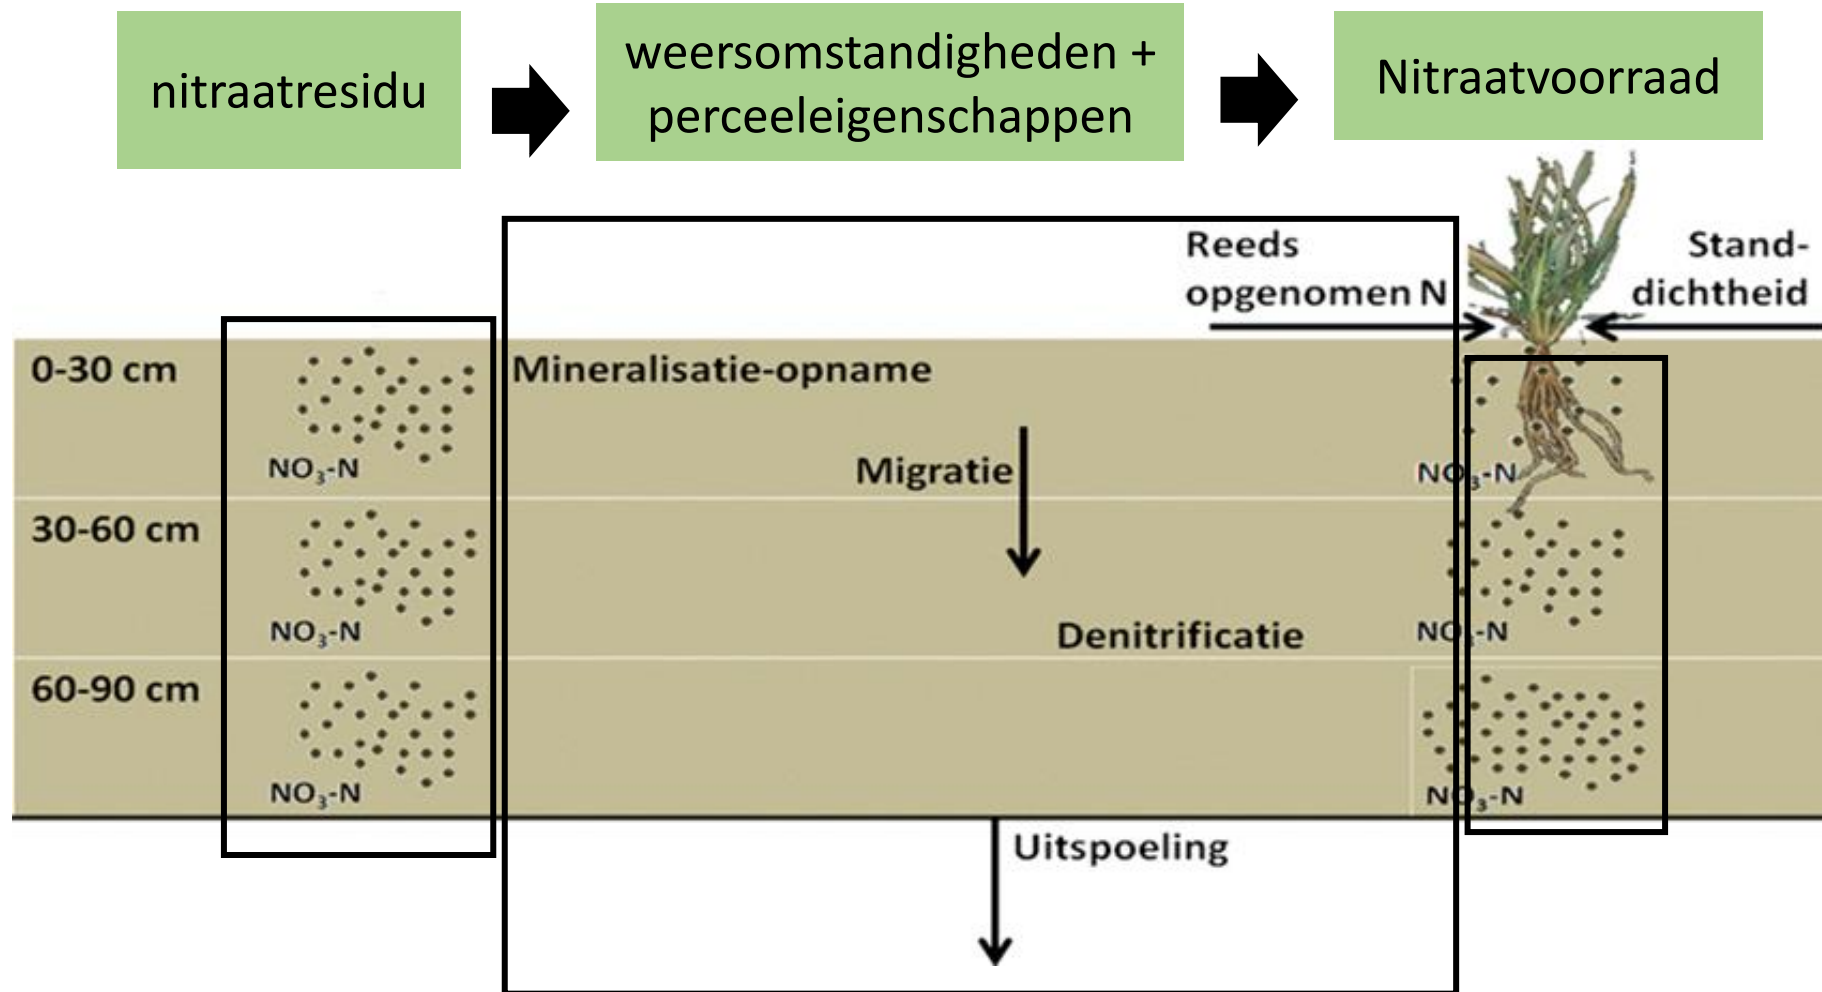 nitraatresidu
weersomstandigheden +
perceeleigenschappen
Nitraatvoorraad
Reeds
opgenomen N
Stand-
dichtheid
0-30 cm
Mineralisatie-opname
Migratie
NO₃-N
NO₃-N
30-60 cm
Denitrificatie
NO₃-N
NO₃-N
60-90 cm
NO₃-N
NO₃-N
Uitspoeling